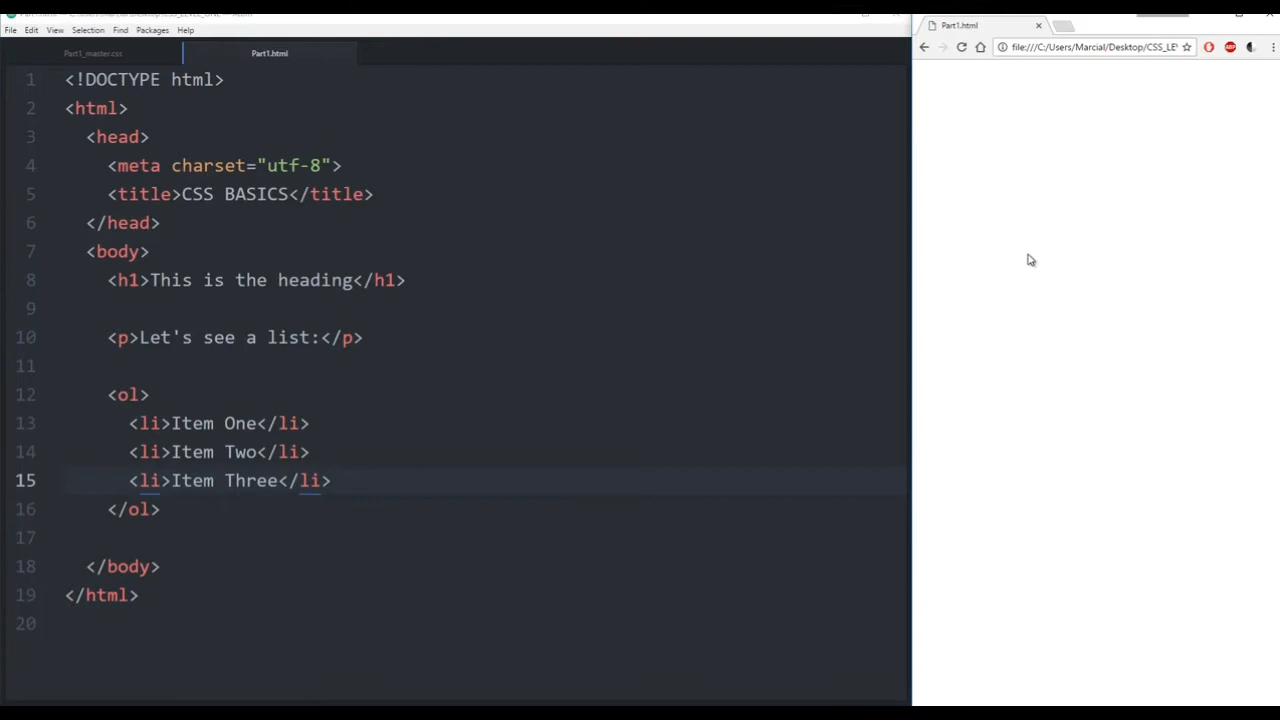 File Edit View Selection Find Packages Help
Part1_master.css Part1.html
1 <!DOCTYPE html>
2 <html>
3 <head>
4 <meta charset="utf-8">
5 <title>CSS BASICS</title>
6 </head>
7 <body>
8 <h1>This is the heading</h1>
9
10 <p>Let's see a list:</p>
11
12 <ol>
13 <li>Item One</li>
14 <li>Item Two</li>
15 <li>Item Three</li>
16 </ol>
17
18 </body>
19 </html>
20
Part1.html
file:///C:/Users/Marcial/Desktop/CSS_LE
ABP